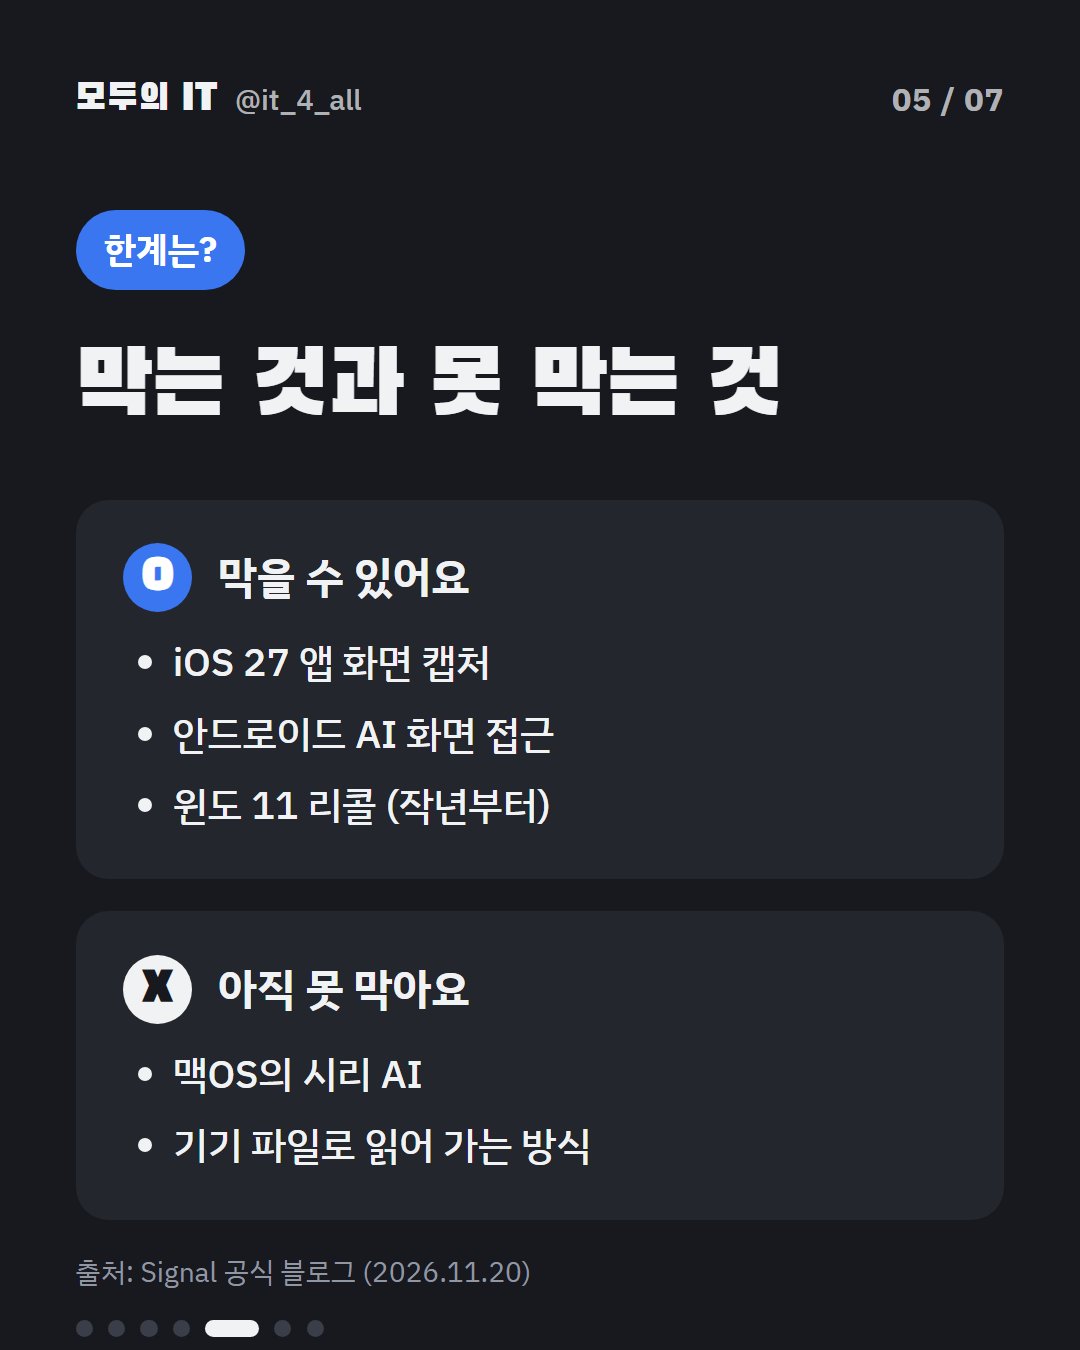 모두의 IT @it_4_all
05 / 07
한계는?
막는 것과 못 막는 것
O 막을 수 있어요
• iOS 27 앱 화면 캡처
• 안드로이드 AI 화면 접근
• 윈도 11 리콜 (작년부터)
X 아직 못 막아요
• 맥OS의 시리 AI
• 기기 파일로 읽어 가는 방식
출처: Signal 공식 블로그 (2026.11.20)